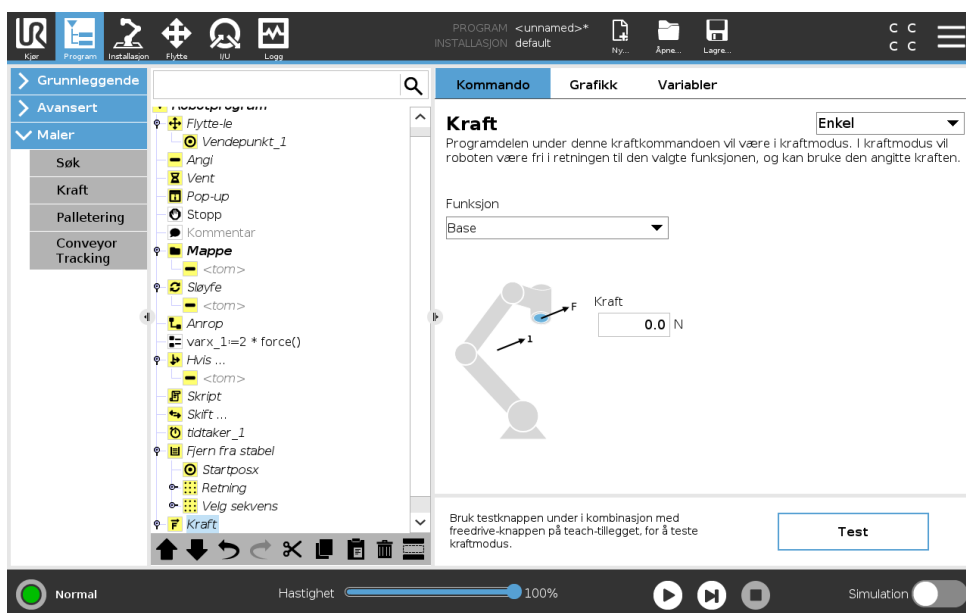 PROGRAM <unnamed>*
INSTALLASJON default
C C
C C
Kjør
Program
Installasjon
Flytte
I/U
Logg
Ny...
Åpne...
Lagre...
Grunnleggende
Avansert
Maler
Søk
Kraft
Palletering
Conveyor
Tracking
Robotprogram
Flytte-le
Vendepunkt_1
Angi
Vent
Pop-up
Stopp
Kommentar
Mappe
<tom>
Sløyfe
<tom>
Anrop
varx_1:=2 * force()
Hvis ...
<tom>
Skript
Skift ...
tidtaker_1
Fjern fra stabel
Startposx
Retning
Velg sekvens
Kraft
Kommando
Grafikk
Variabler
Kraft
Enkel
Programdelen under denne kraftkommandoen vil være i kraftmodus. I kraftmodus vil
roboten være fri i retningen til den valgte funksjonen, og kan bruke den angitte kraften.
Funksjon
Base
F
1
Kraft
0.0 N
Bruk testknappen under i kombinasjon med
freedrive-knappen på teach-tillegget, for å teste
kraftmodus.
Test
Normal
Hastighet
100%
Simulation